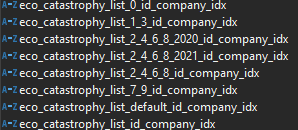 A-Z eco_catastrophy_list_0_id_company_idx
A-Z eco_catastrophy_list_1_3_id_company_idx
A-Z eco_catastrophy_list_2_4_6_8_2020_id_company_idx
A-Z eco_catastrophy_list_2_4_6_8_2021_id_company_idx
A-Z eco_catastrophy_list_2_4_6_8_id_company_idx
A-Z eco_catastrophy_list_7_9_id_company_idx
A-Z eco_catastrophy_list_default_id_company_idx
A-Z eco_catastrophy_list_id_company_idx